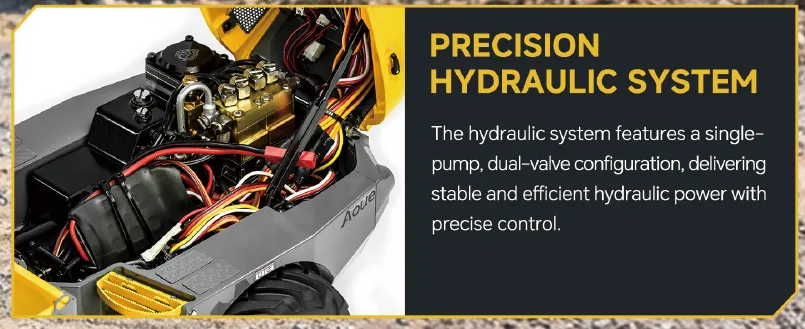 PRECISION
HYDRAULIC SYSTEM
The hydraulic system features a single-
pump, dual-valve configuration, delivering
stable and efficient hydraulic power with
precise control.
Aoue